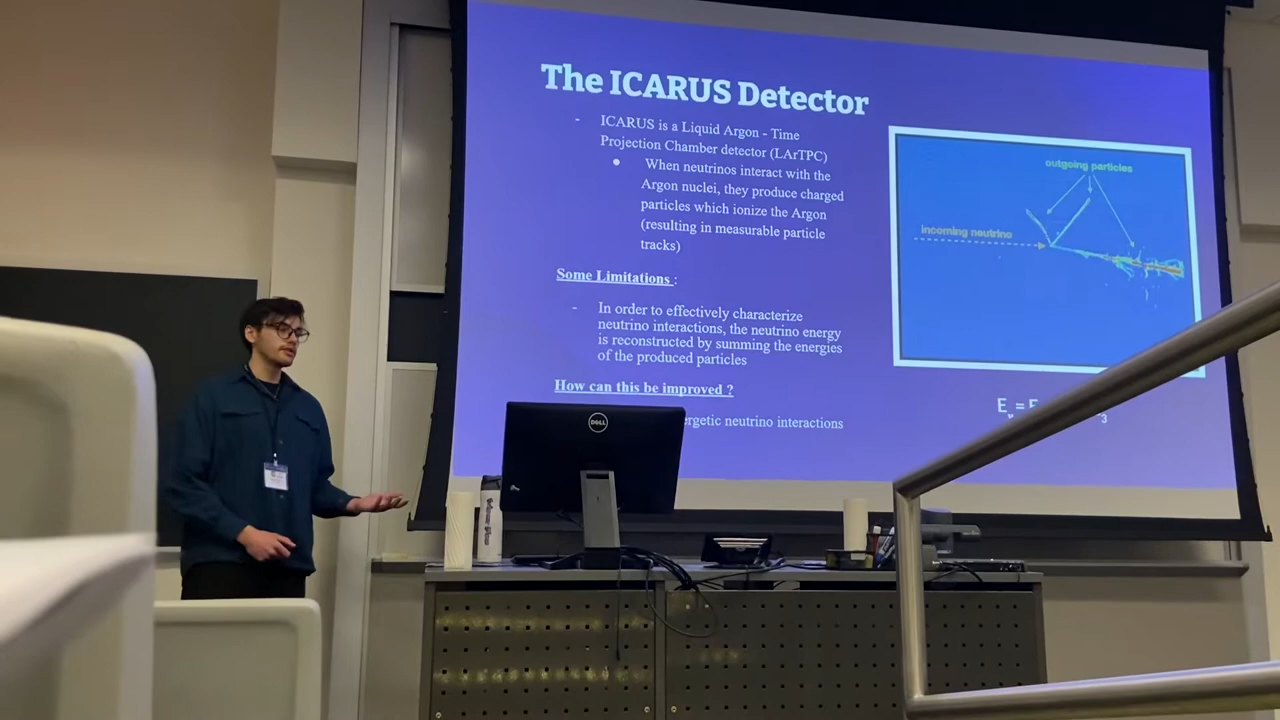 The ICARUS Detector
- ICARUS is a Liquid Argon - Time
Projection Chamber detector (LArTPC)
• When neutrinos interact with the
Argon nuclei, they produce charged
particles which ionize the Argon
(resulting in measurable particle
tracks)
Some Limitations :
- In order to effectively characterize
neutrino interactions, the neutrino energy
is reconstructed by summing the energies
of the produced particles
How can this be improved ?
neutrino interactions
outgoing particles
incoming neutrino
DELL